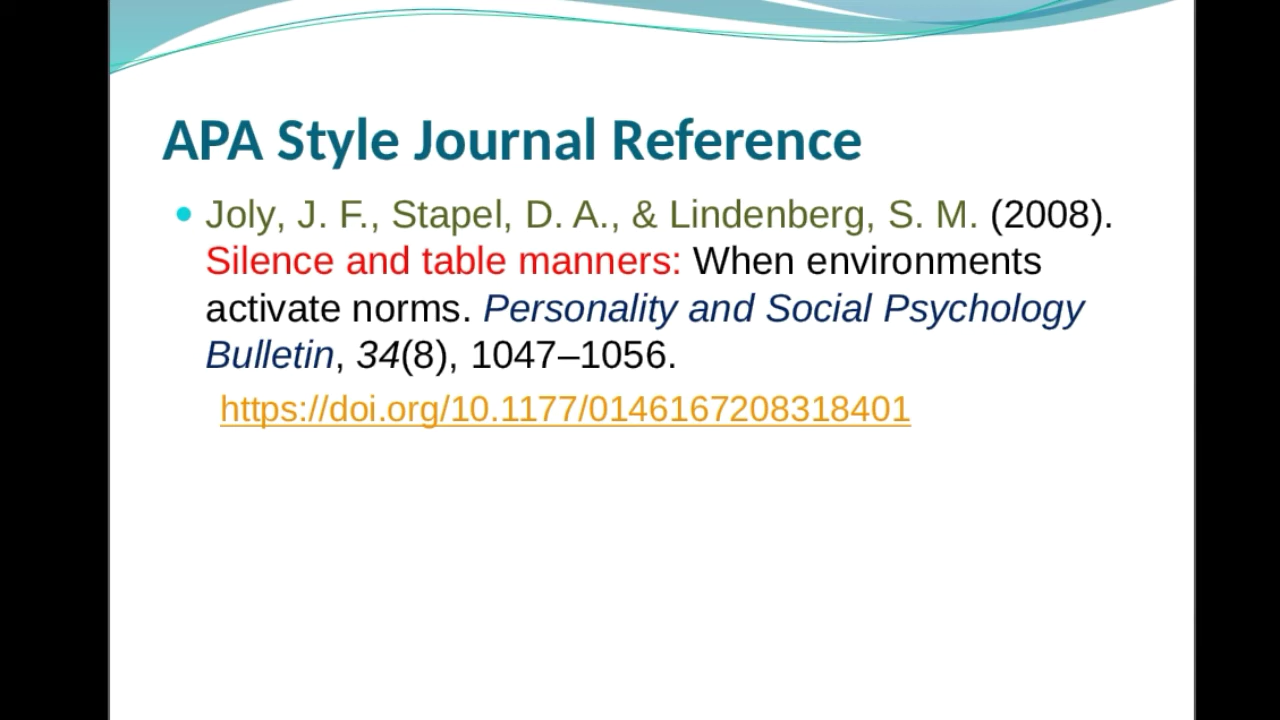 APA Style Journal Reference
Joly, J. F., Stapel, D. A., & Lindenberg, S. M. (2008).
Silence and table manners: When environments
activate norms. Personality and Social Psychology
Bulletin, 34(8), 1047–1056.
https://doi.org/10.1177/0146167208318401